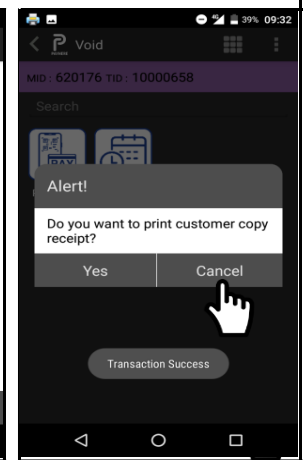 39% 09:32
P Void
MID : 620176 TID : 10000658
Search
PAY
Alert!
Do you want to print customer copy
receipt?
Yes Cancel
Transaction Success